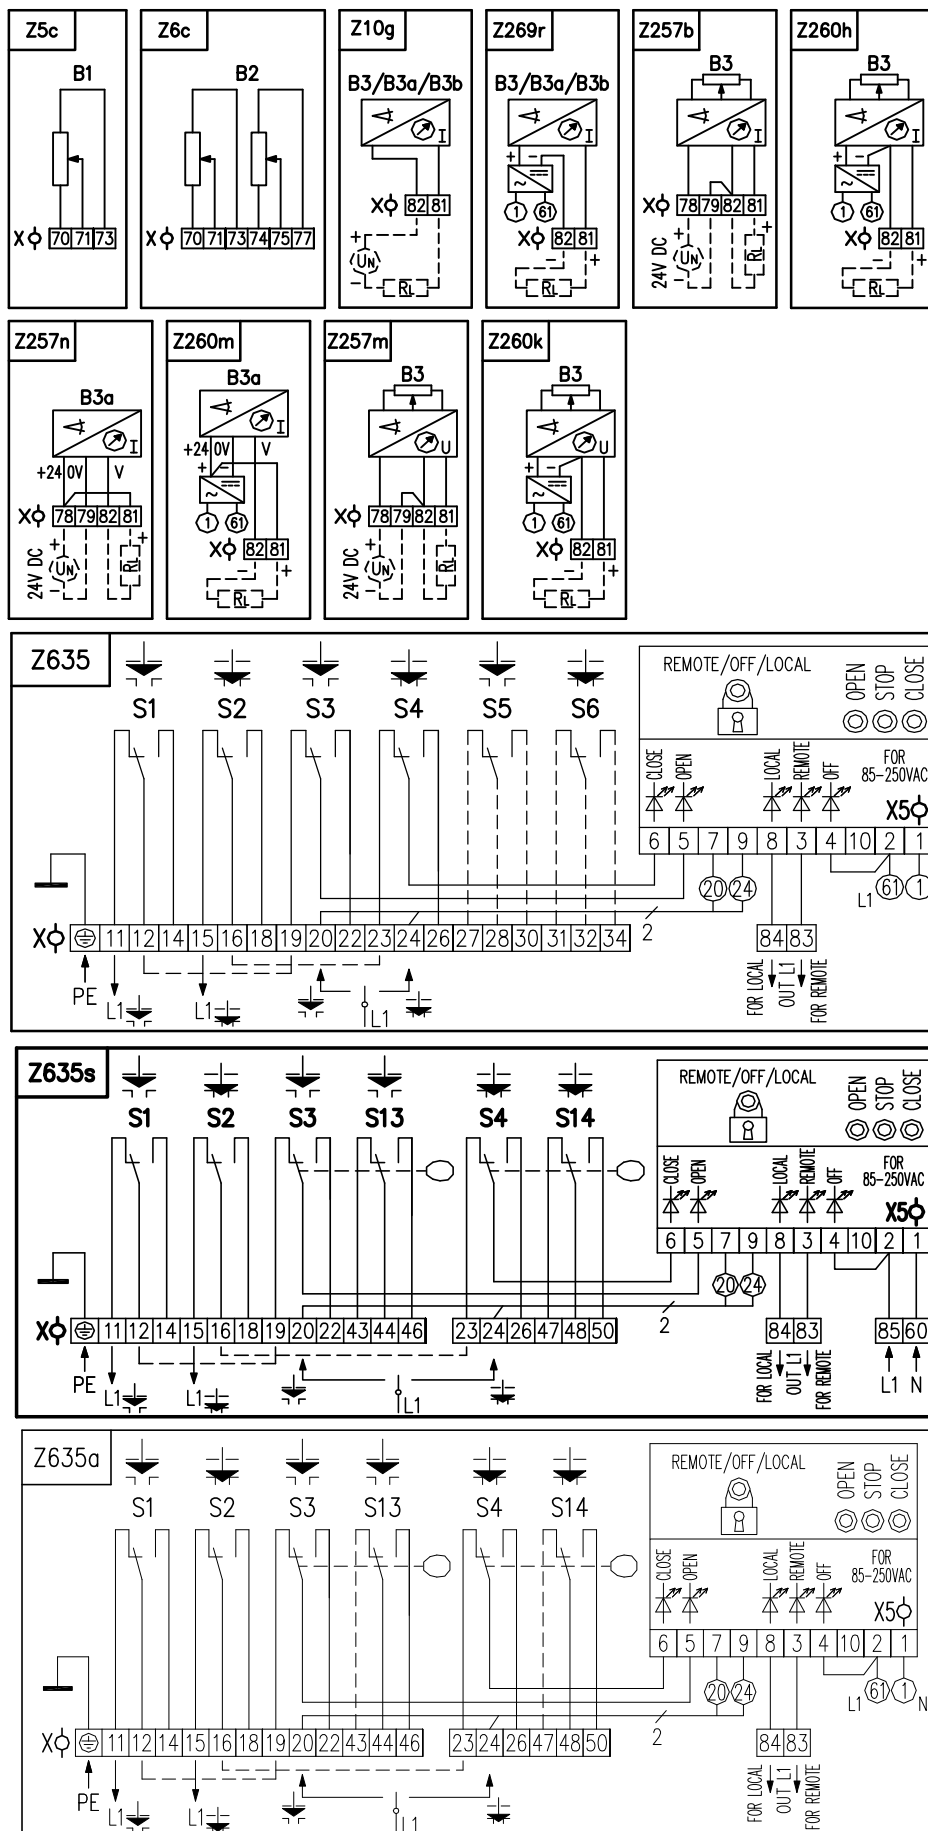 Z5c Z6c Z10g Z269r Z257b Z260h
B1 B2 B3/B3a/B3b B3/B3a/B3b B3 B3
I I I I
+ - + -
~ ~
1 61 1 61
X 70 71 73 X 70 71 73 74 75 77 X 82 81 X 82 81 X 78 79 82 81 X 82 81
+ UN - RL
- + RL
24V DC + UN - + RL
- + RL
Z257n Z260m Z257m Z260k
B3a B3a B3 B3
I I U U
+24 0V V +24 0V V
+ - + -
~ ~
1 61 1 61
X 78 79 82 81 X 82 81 X 78 79 82 81 X 82 81
24V DC + UN - + RL
- + RL
24V DC + UN - + RL
- + RL
Z635
S1 S2 S3 S4 S5 S6
REMOTE/OFF/LOCAL
OPEN STOP CLOSE
CLOSE OPEN LOCAL REMOTE OFF
FOR
85-250VAC
X5
6 5 7 9 8 3 4 10 2 1
20 24 L1 61 1
2
X 11 12 14 15 16 18 19 20 22 23 24 26 27 28 30 31 32 34 84 83
PE L1 L1 L1
FOR LOCAL OUT L1 FOR REMOTE
Z635s
S1 S2 S3 S13 S4 S14
REMOTE/OFF/LOCAL
OPEN STOP CLOSE
CLOSE OPEN LOCAL REMOTE OFF
FOR
85-250VAC
X5
6 5 7 9 8 3 4 10 2 1
20 24
2
X 11 12 14 15 16 18 19 20 22 43 44 46 23 24 26 47 48 50 84 83 85 60
PE L1 L1 L1
FOR LOCAL OUT L1 FOR REMOTE
L1 N
Z635a
S1 S2 S3 S13 S4 S14
REMOTE/OFF/LOCAL
OPEN STOP CLOSE
CLOSE OPEN LOCAL REMOTE OFF
FOR
85-250VAC
X5
6 5 7 9 8 3 4 10 2 1
20 24 L1 61 1 N
2
X 11 12 14 15 16 18 19 20 22 43 44 46 23 24 26 47 48 50 84 83
PE L1 L1 L1
FOR LOCAL OUT L1 FOR REMOTE